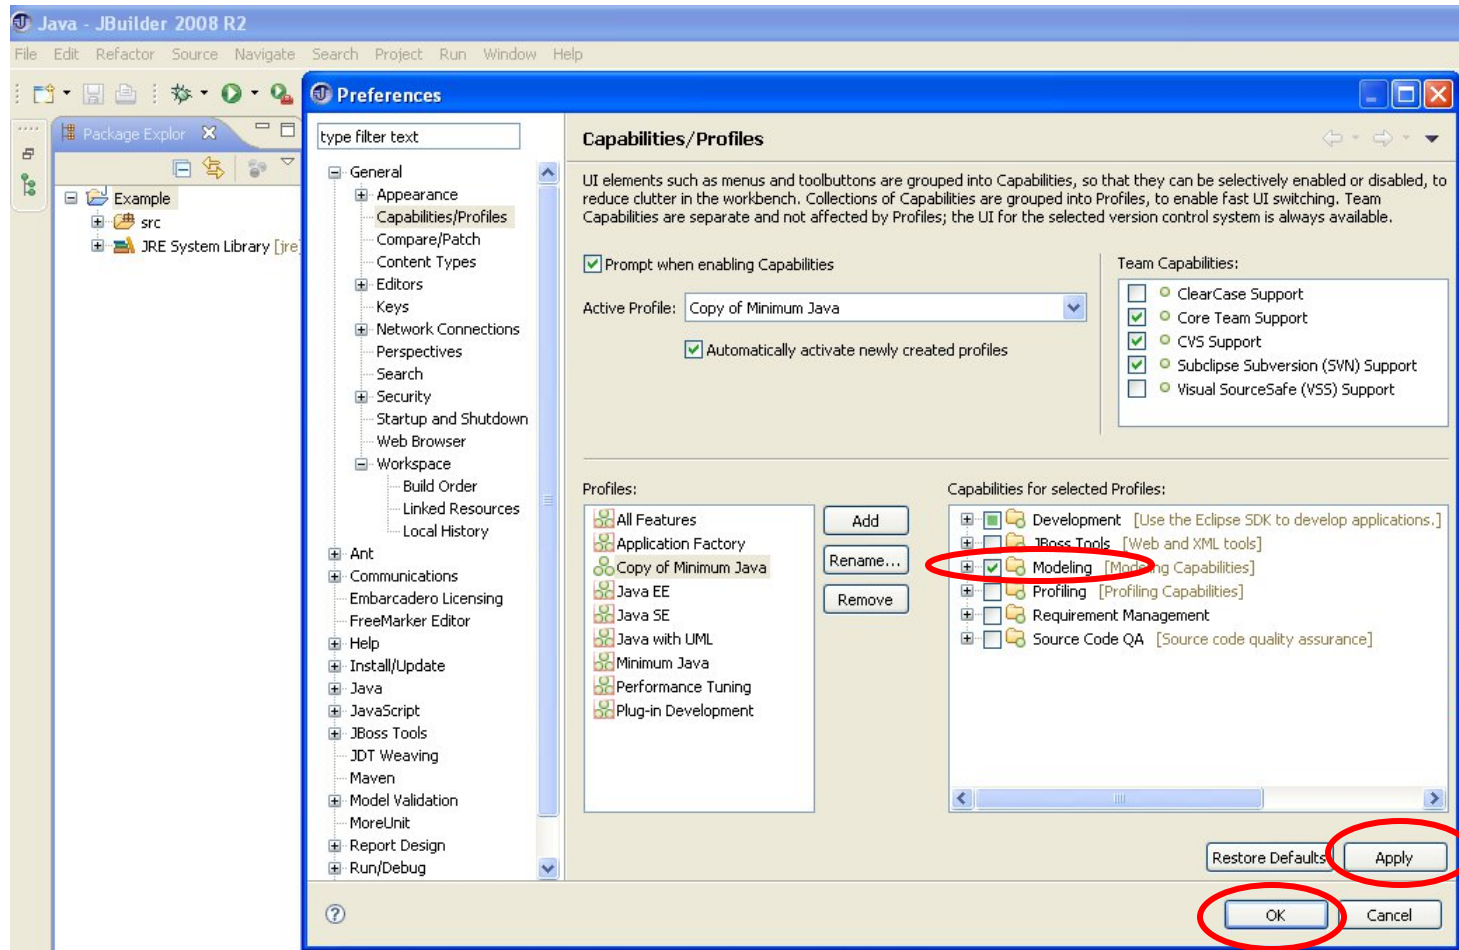 Java - JBuilder 2008 R2
File Edit Refactor Source Navigate Search Project Run Window Help
Package Explor
Example
src
JRE System Library [jre]
Preferences
type filter text
General
Appearance
Capabilities/Profiles
Compare/Patch
Content Types
Editors
Keys
Network Connections
Perspectives
Search
Security
Startup and Shutdown
Web Browser
Workspace
Build Order
Linked Resources
Local History
Ant
Communications
Embarcadero Licensing
FreeMarker Editor
Help
Install/Update
Java
JavaScript
JBoss Tools
JDT Weaving
Maven
Model Validation
MoreUnit
Report Design
Run/Debug
Capabilities/Profiles
UI elements such as menus and toolbuttons are grouped into Capabilities, so that they can be selectively enabled or disabled, to
reduce clutter in the workbench. Collections of Capabilities are grouped into Profiles, to enable fast UI switching. Team
Capabilities are separate and not affected by Profiles; the UI for the selected version control system is always available.
Prompt when enabling Capabilities
Active Profile: Copy of Minimum Java
Automatically activate newly created profiles
Team Capabilities:
ClearCase Support
Core Team Support
CVS Support
Subclipse Subversion (SVN) Support
Visual SourceSafe (VSS) Support
Profiles:
All Features
Application Factory
Copy of Minimum Java
Java EE
Java SE
Java with UML
Minimum Java
Performance Tuning
Plug-in Development
Add
Rename...
Remove
Capabilities for selected Profiles:
Development [Use the Eclipse SDK to develop applications.]
JBoss Tools [Web and XML tools]
Modeling [Modeling Capabilities]
Profiling [Profiling Capabilities]
Requirement Management
Source Code QA [Source code quality assurance]
Restore Defaults Apply
? OK Cancel